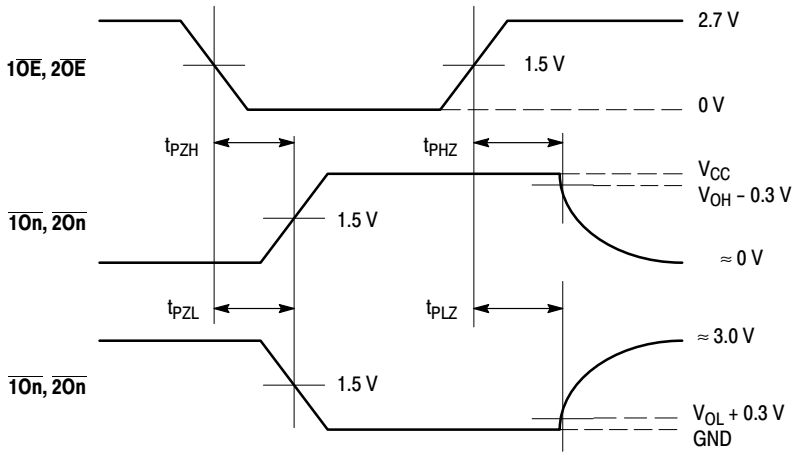 2.7 V
1OE, 2OE
1.5 V
0 V
tPZH
tPHZ
VCC
VOH – 0.3 V
1On, 2On
1.5 V
≈ 0 V
tPZL
tPLZ
≈ 3.0 V
1On, 2On
1.5 V
VOL + 0.3 V
GND